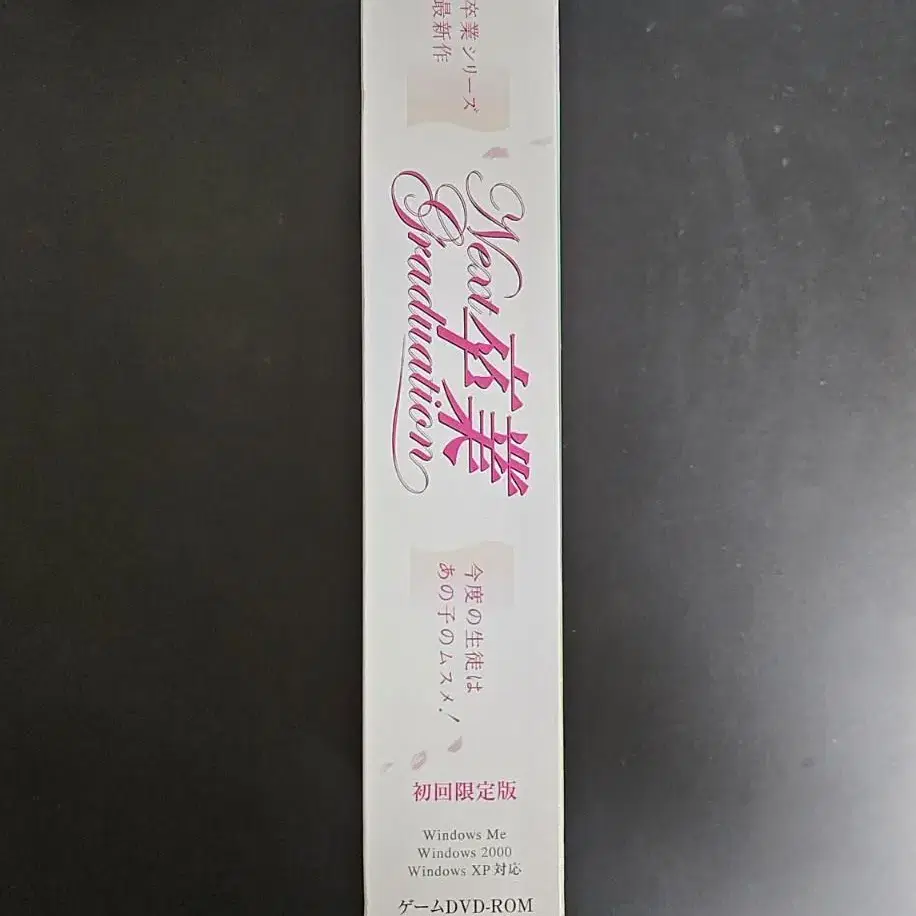 卒業シリーズ
最新作
Next
卒業
Graduation
今度の生徒は
あの子のムスメ！
初回限定版
Windows Me
Windows 2000
Windows XP対応
ゲームDVD-ROM